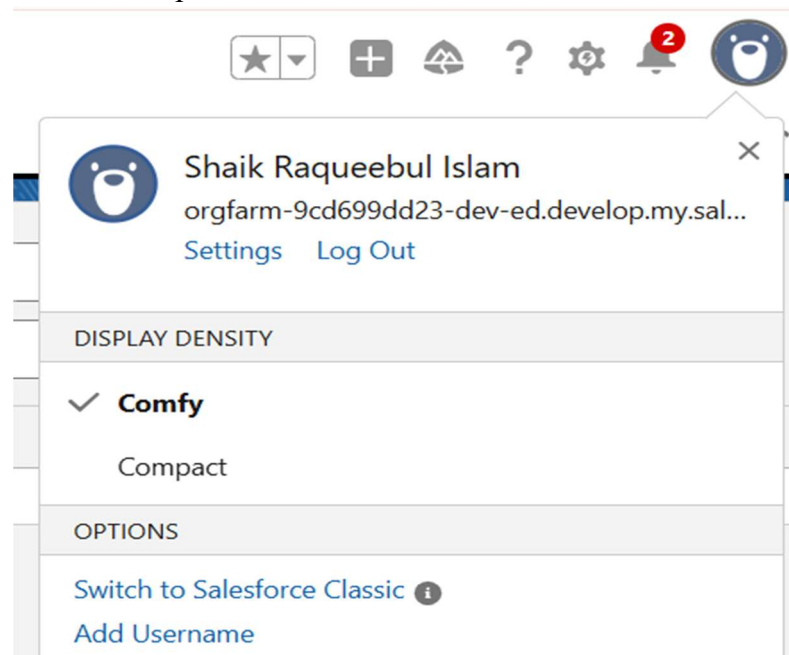 2
Shaik Raqueebul Islam
orgfarm-9cd699dd23-dev-ed.develop.my.sal...
Settings Log Out
DISPLAY DENSITY
Comfy
Compact
OPTIONS
Switch to Salesforce Classic
Add Username